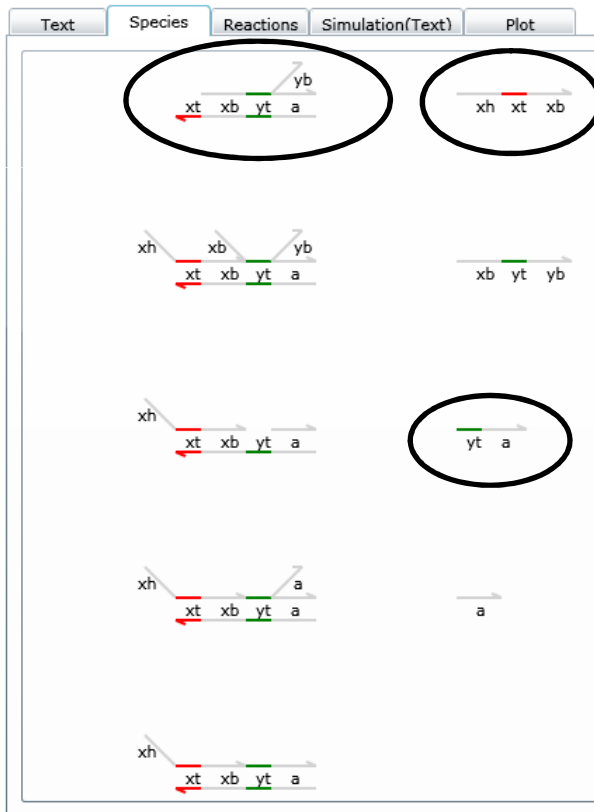 Text Species Reactions Simulation(Text) Plot
yb
xt xb yt a
xh xt xb
xh xb yb
xt xb yt a
xb yt yb
xh
xt xb yt a
yt a
xh a
xt xb yt a
a
xh
xt xb yt a